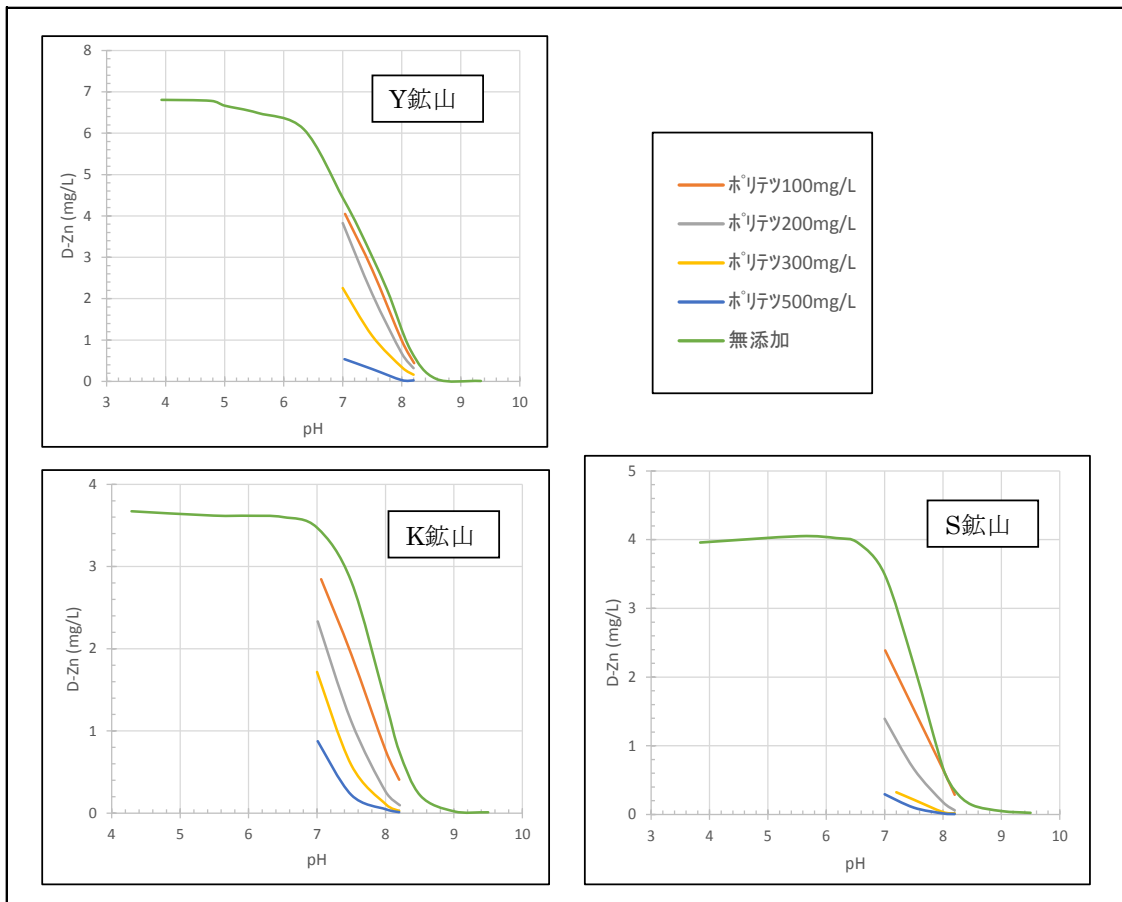 Y鉱山
D-Zn (mg/L)
8
7
6
5
4
3
2
1
0
3 4 5 6 7 8 9 10
pH
ﾎﾟﾘﾃﾂ100mg/L
ﾎﾟﾘﾃﾂ200mg/L
ﾎﾟﾘﾃﾂ300mg/L
ﾎﾟﾘﾃﾂ500mg/L
無添加
K鉱山
D-Zn (mg/L)
4
3
2
1
0
4 5 6 7 8 9 10
pH
S鉱山
D-Zn (mg/L)
5
4
3
2
1
0
3 4 5 6 7 8 9 10
pH